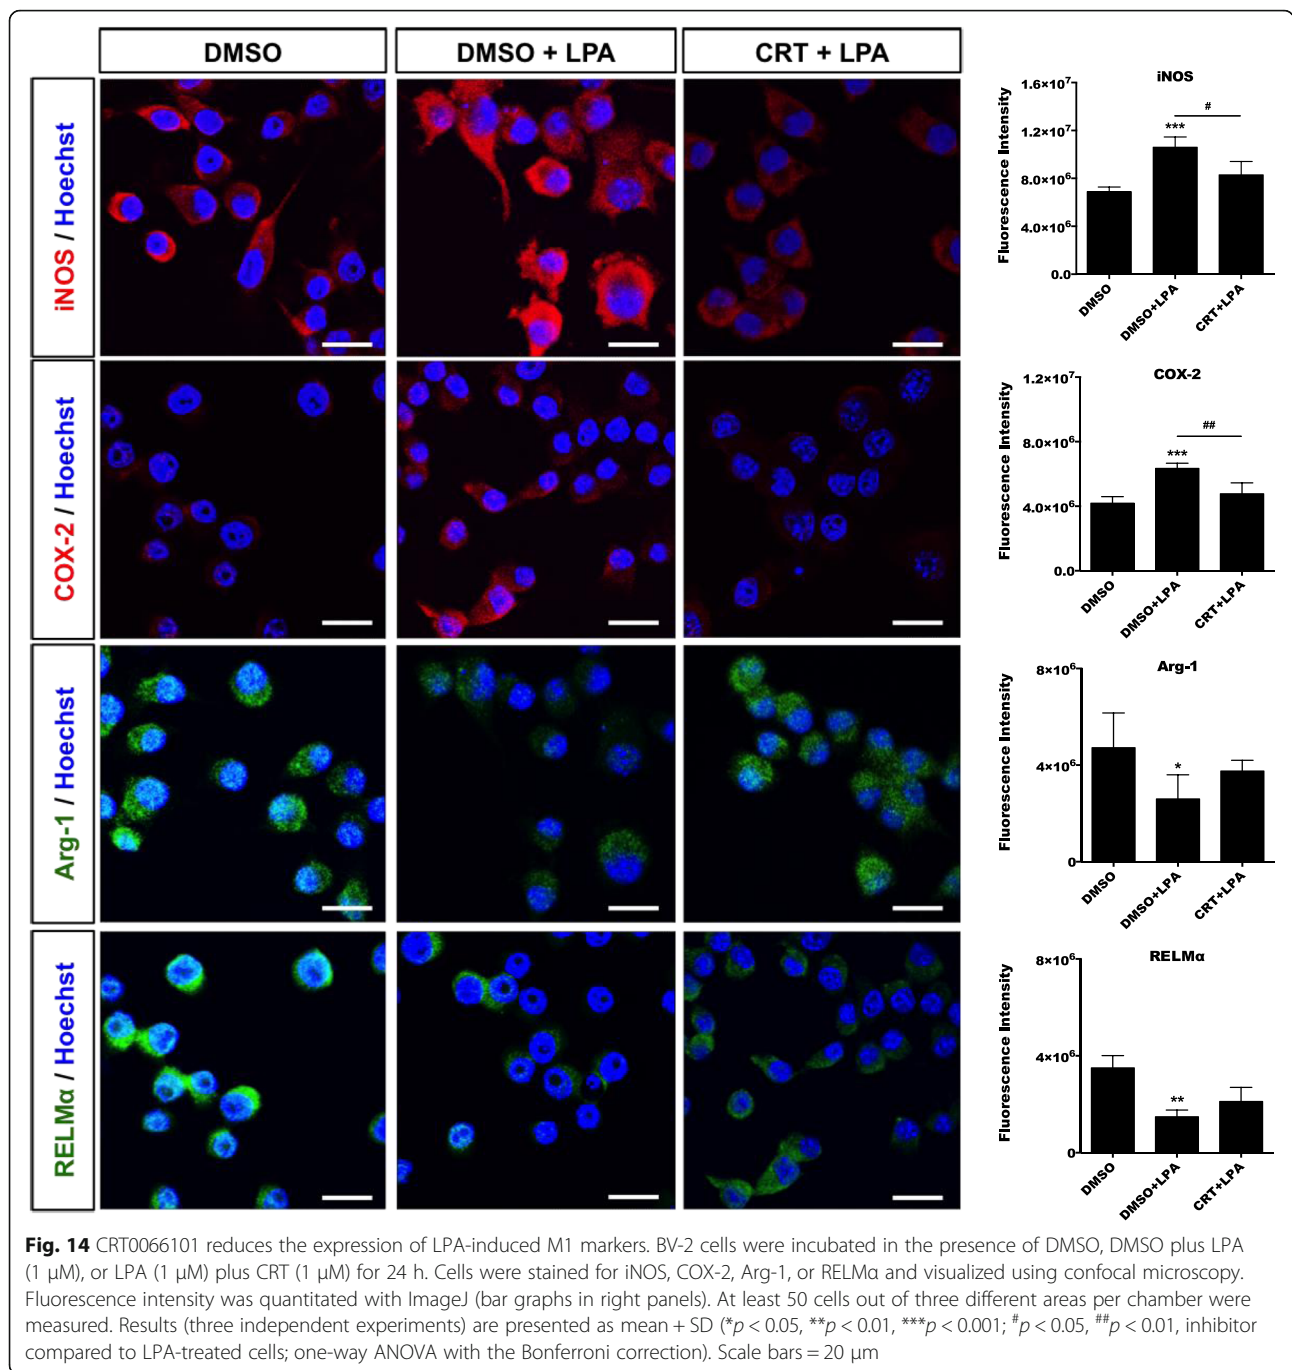 DMSO
DMSO + LPA
CRT + LPA
iNOS / Hoechst
iNOS
Fluorescence Intensity
1.6×10⁷
1.2×10⁷
8.0×10⁶
4.0×10⁶
0.0
***
#
DMSO
DMSO+LPA
CRT+LPA
COX-2 / Hoechst
COX-2
Fluorescence Intensity
1.2×10⁷
8.0×10⁶
4.0×10⁶
0.0
***
##
DMSO
DMSO+LPA
CRT+LPA
Arg-1 / Hoechst
Arg-1
Fluorescence Intensity
8×10⁶
4×10⁶
0
*
DMSO
DMSO+LPA
CRT+LPA
RELMα / Hoechst
RELMα
Fluorescence Intensity
8×10⁶
4×10⁶
0
**
DMSO
DMSO+LPA
CRT+LPA
Fig. 14 CRT0066101 reduces the expression of LPA-induced M1 markers. BV-2 cells were incubated in the presence of DMSO, DMSO plus LPA
(1 μM), or LPA (1 μM) plus CRT (1 μM) for 24 h. Cells were stained for iNOS, COX-2, Arg-1, or RELMα and visualized using confocal microscopy.
Fluorescence intensity was quantitated with ImageJ (bar graphs in right panels). At least 50 cells out of three different areas per chamber were
measured. Results (three independent experiments) are presented as mean + SD (*p < 0.05, **p < 0.01, ***p < 0.001; #p < 0.05, ##p < 0.01, inhibitor
compared to LPA-treated cells; one-way ANOVA with the Bonferroni correction). Scale bars = 20 μm